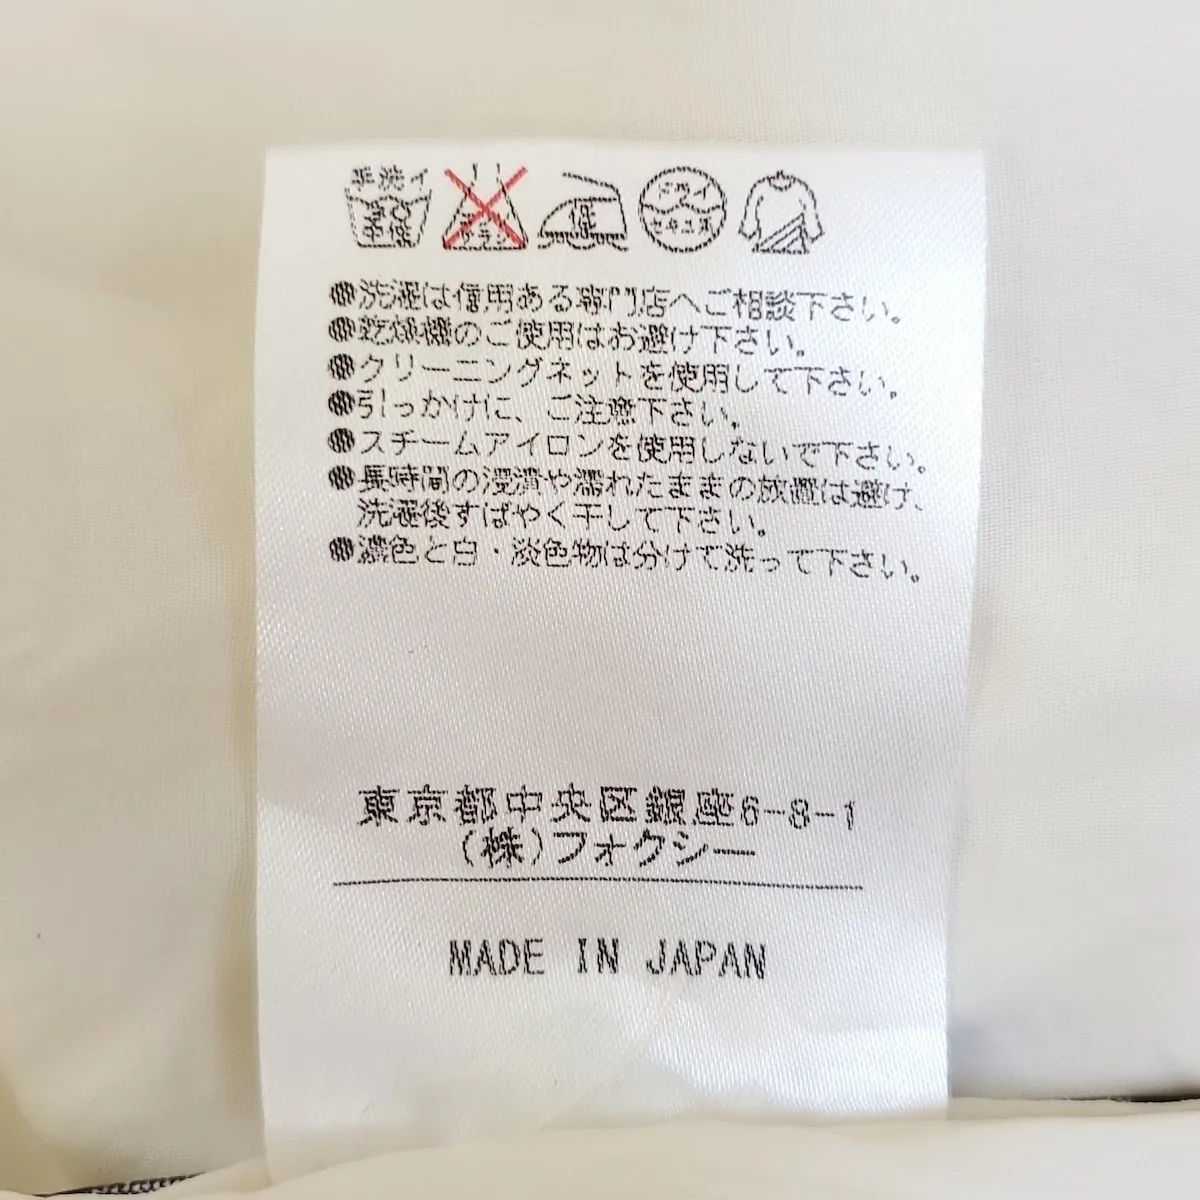 手洗イ 30 中性 エンソサラシ 低 ドライ セキユ系
●洗濯は信用ある専門店へご相談下さい。
●乾燥機のご使用はお避け下さい。
●クリーニングネットを使用して下さい。
●引っかけに、ご注意下さい。
●スチームアイロンを使用しないで下さい。
●長時間の浸漬や濡れたままの放置は避け、
洗濯後すばやく干して下さい。
●濃色と白・淡色物は分けて洗って下さい。
東京都中央区銀座6-8-1
(株)フォクシー
MADE IN JAPAN